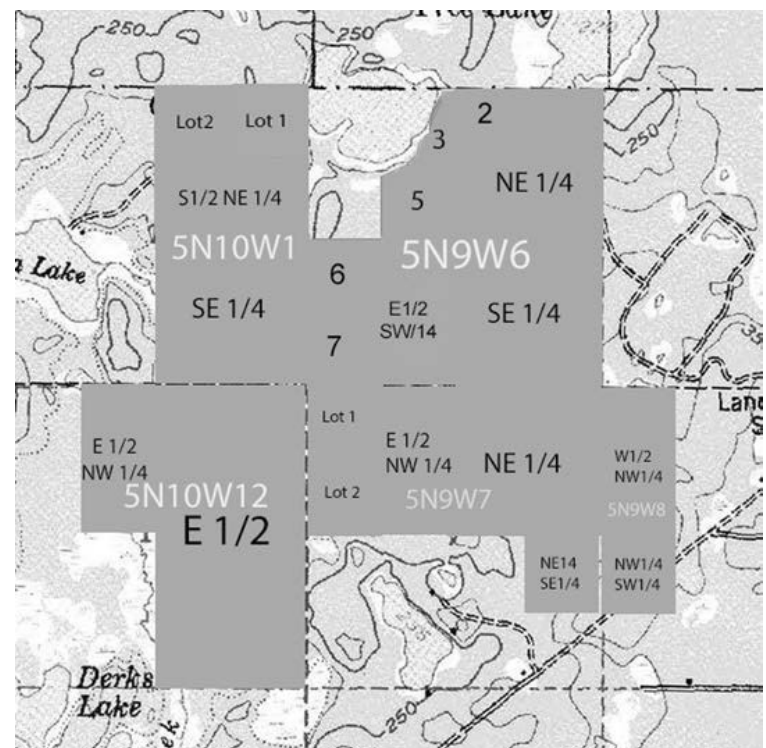 250
250
Lot2
Lot 1
2
3
250
S1/2 NE 1/4
NE 1/4
5
5N10W1
5N9W6
Lake
6
SE 1/4
E1/2
SW/14
SE 1/4
7
Lot 1
E 1/2
NW 1/4
E 1/2
NW 1/4
NE 1/4
W1/2
NW1/4
Lot 2
5N10W12
5N9W7
5N9W8
E 1/2
NE14
SE1/4
NW1/4
SW1/4
Derks
Lake
250